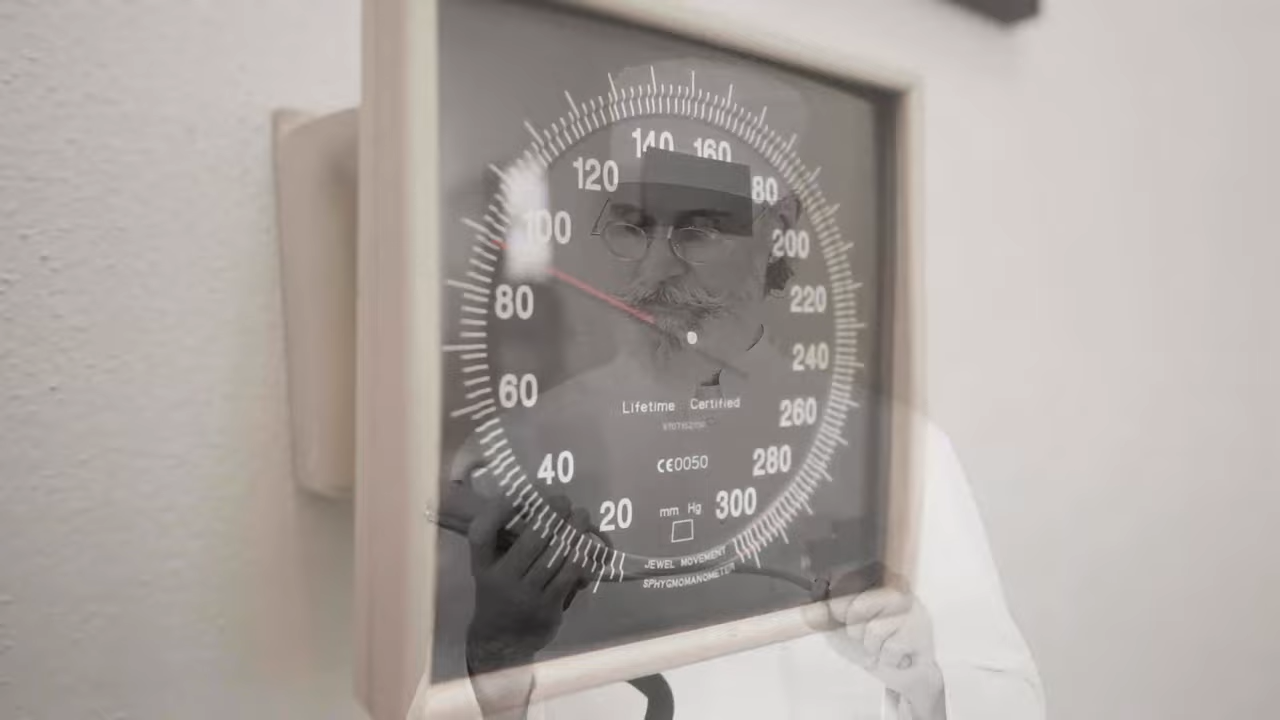 140 160
120 80
100 200
80 220
60 240
260
40 280
20 300
Lifetime Certified
CE0050
mm Hg
JEWEL MOVEMENT
SPHYGMOMANOMETER